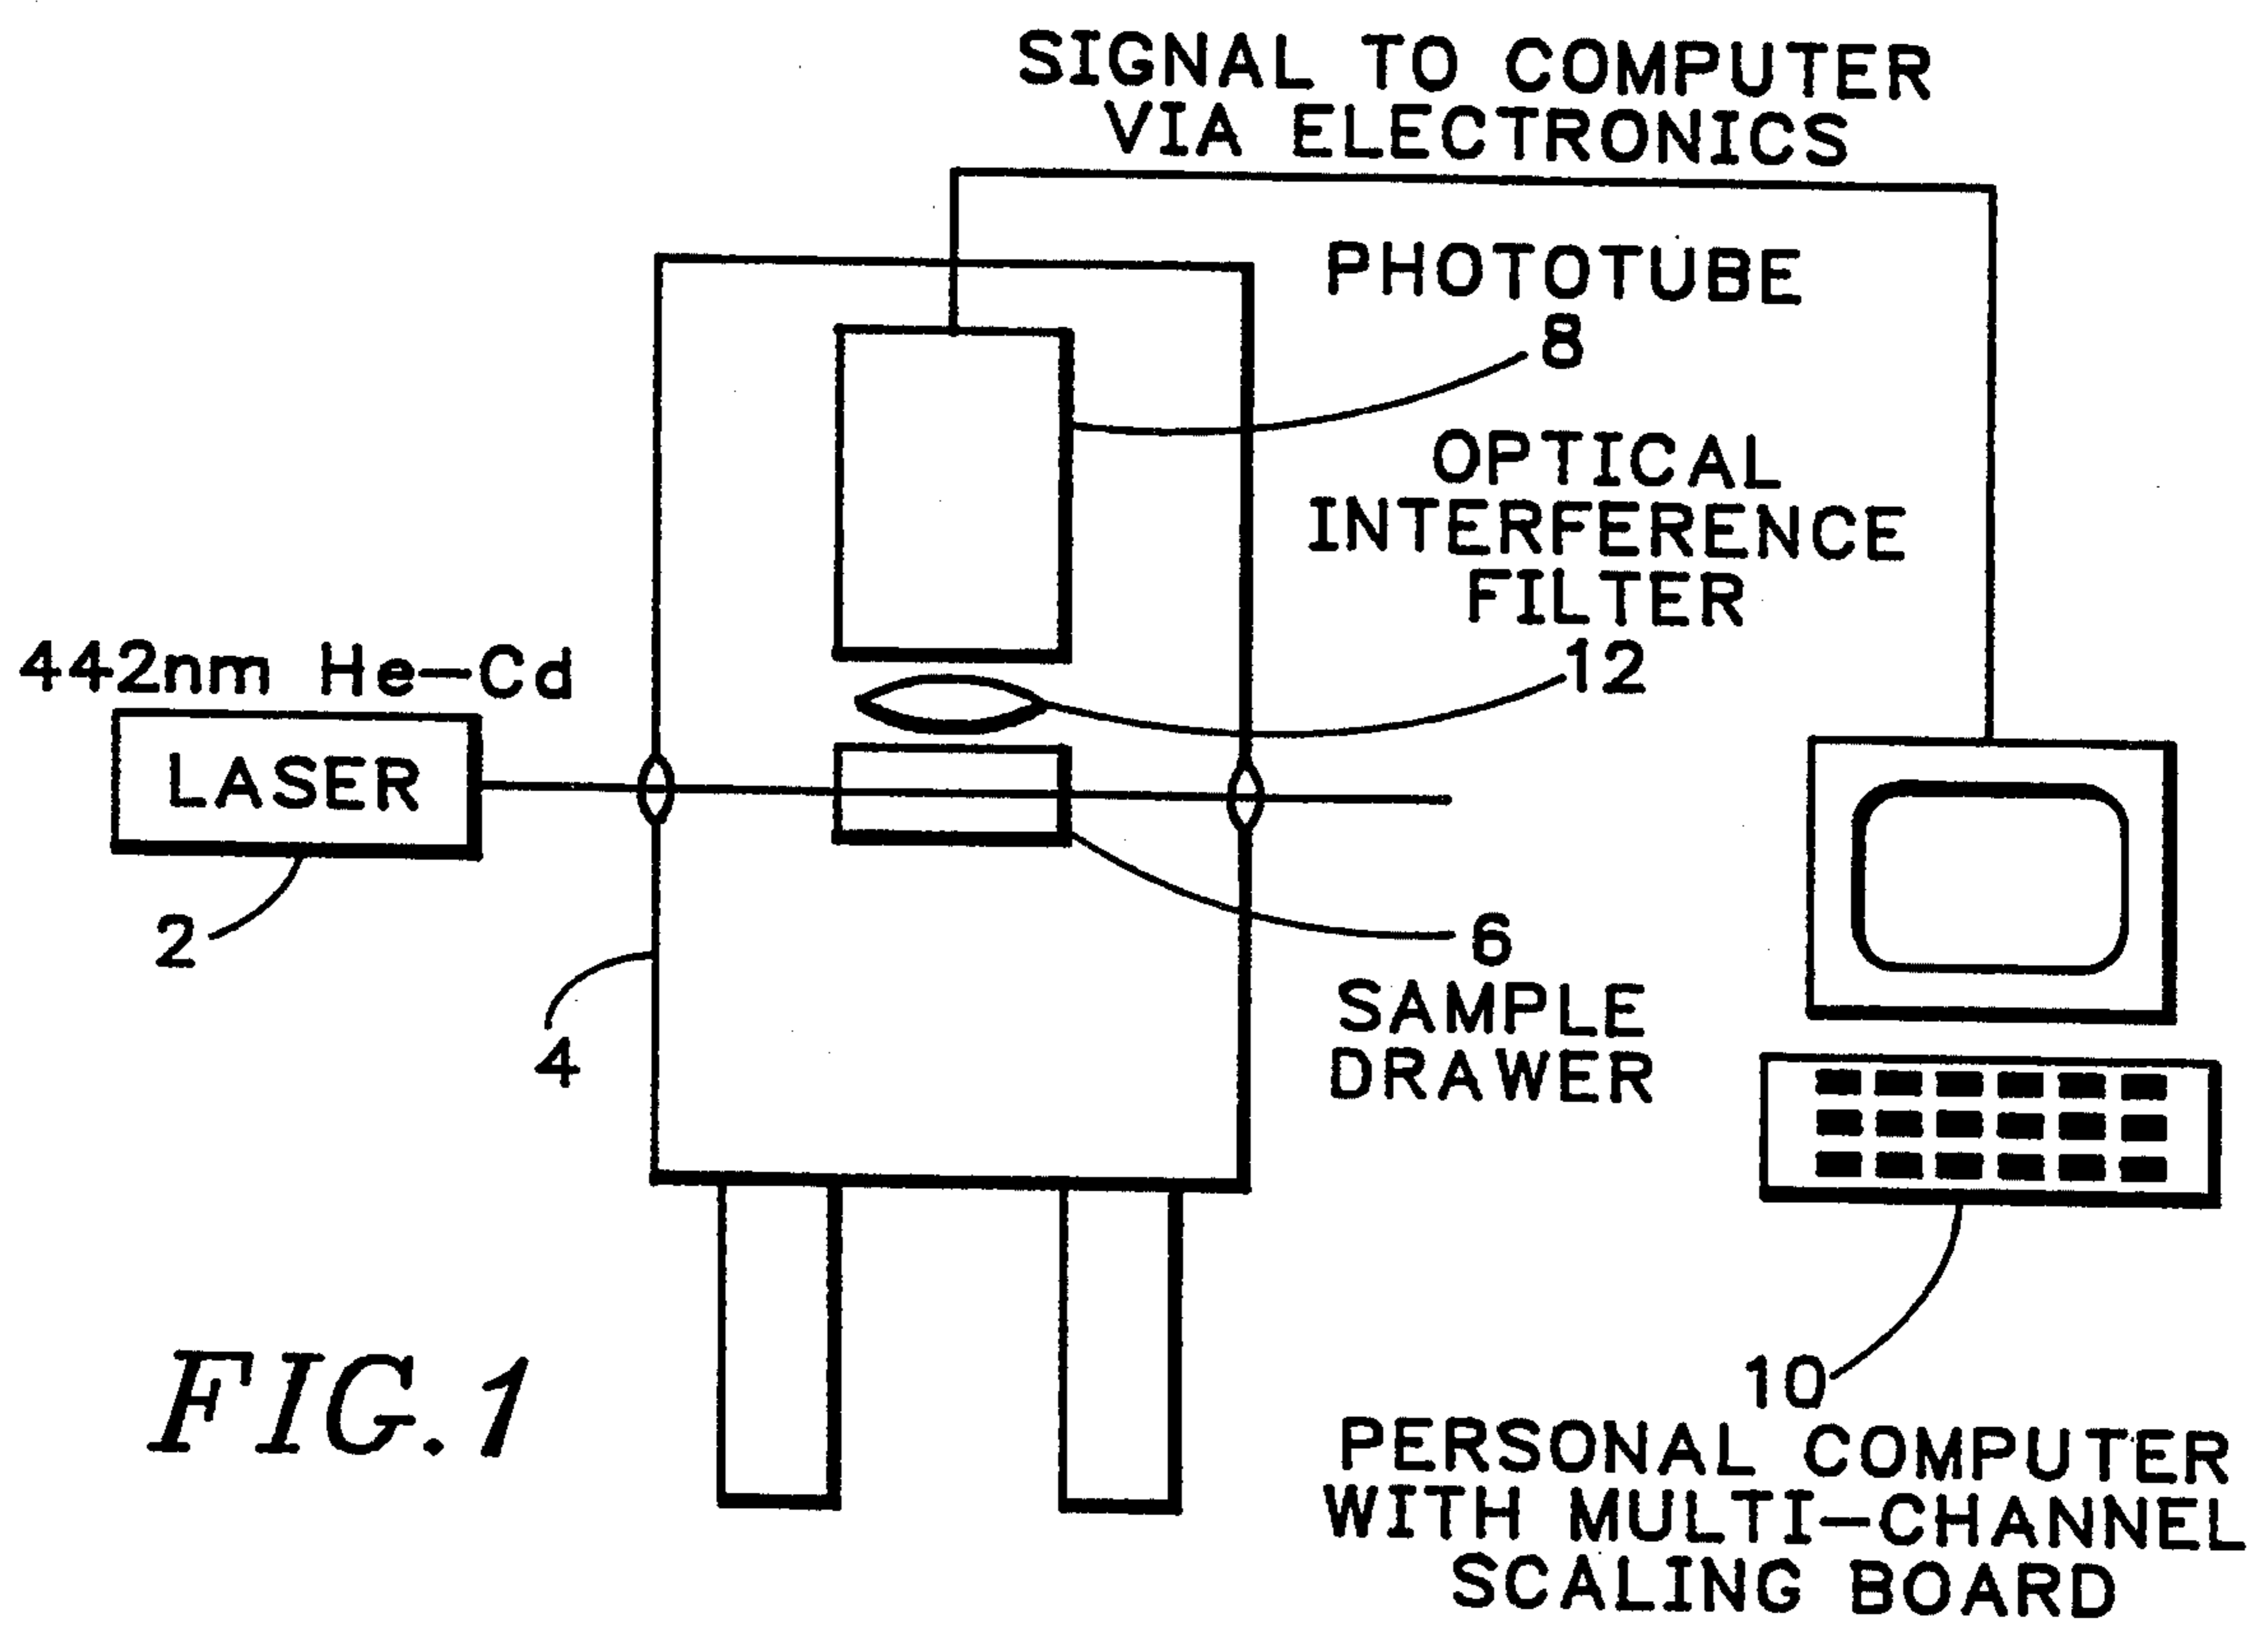 SIGNAL TO COMPUTER
VIA ELECTRONICS
PHOTOTUBE
8
OPTICAL
INTERFERENCE
FILTER
12
442nm He-Cd
LASER
2
4
6
SAMPLE
DRAWER
10
PERSONAL COMPUTER
WITH MULTI-CHANNEL
SCALING BOARD
FIG.1